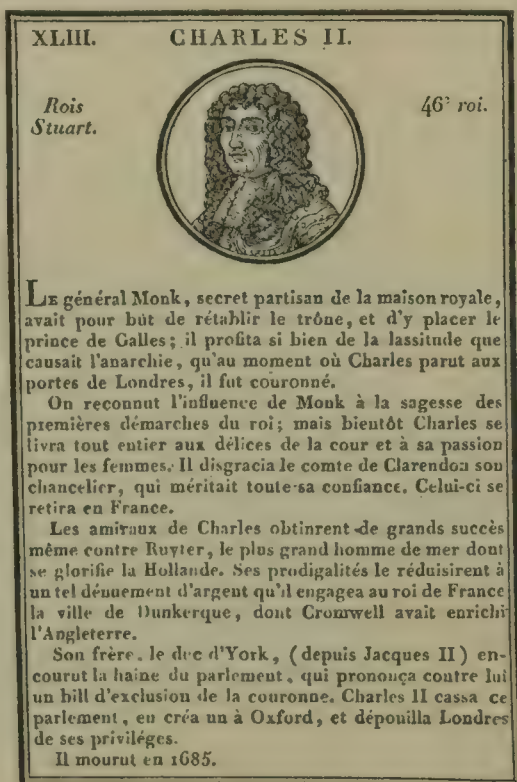 XLIII. CHARLES II.
Rois
Stuart.
46e roi.
LE général Monk, secret partisan de la maison royale,
avait pour bút de rétablir le trône, et d'y placer le
prince de Galles; il profita si bien de la lassitude que
causait l'anarchie, qu'au moment où Charles parut aux
portes de Londres, il fut couronné.
On reconnut l'influence de Monk à la sagesse des
premières démarches du roi; mais bientôt Charles se
livra tout entier aux délices de la cour et à sa passion
pour les femmes. Il disgracia le comte de Clarendon son
chancelier, qui méritait toute sa confiance. Celui-ci se
retira en France.
Les amiraux de Charles obtinrent de grands succès
même contre Ruyter, le plus grand homme de mer dont
se glorifie la Hollande. Ses prodigalités le réduisirent à
un tel dénuement d'argent qu'il engagea au roi de France
la ville de Dunkerque, dont Cromwell avait enrichi
l'Angleterre.
Son frère, le duc d'York, (depuis Jacques II) en-
courut la haine du parlement, qui prononça contre lui
un bill d'exclusion de la couronne. Charles II cassa ce
parlement, en créa un à Oxford, et dépouilla Londres
de ses priviléges.
Il mourut en 1685.